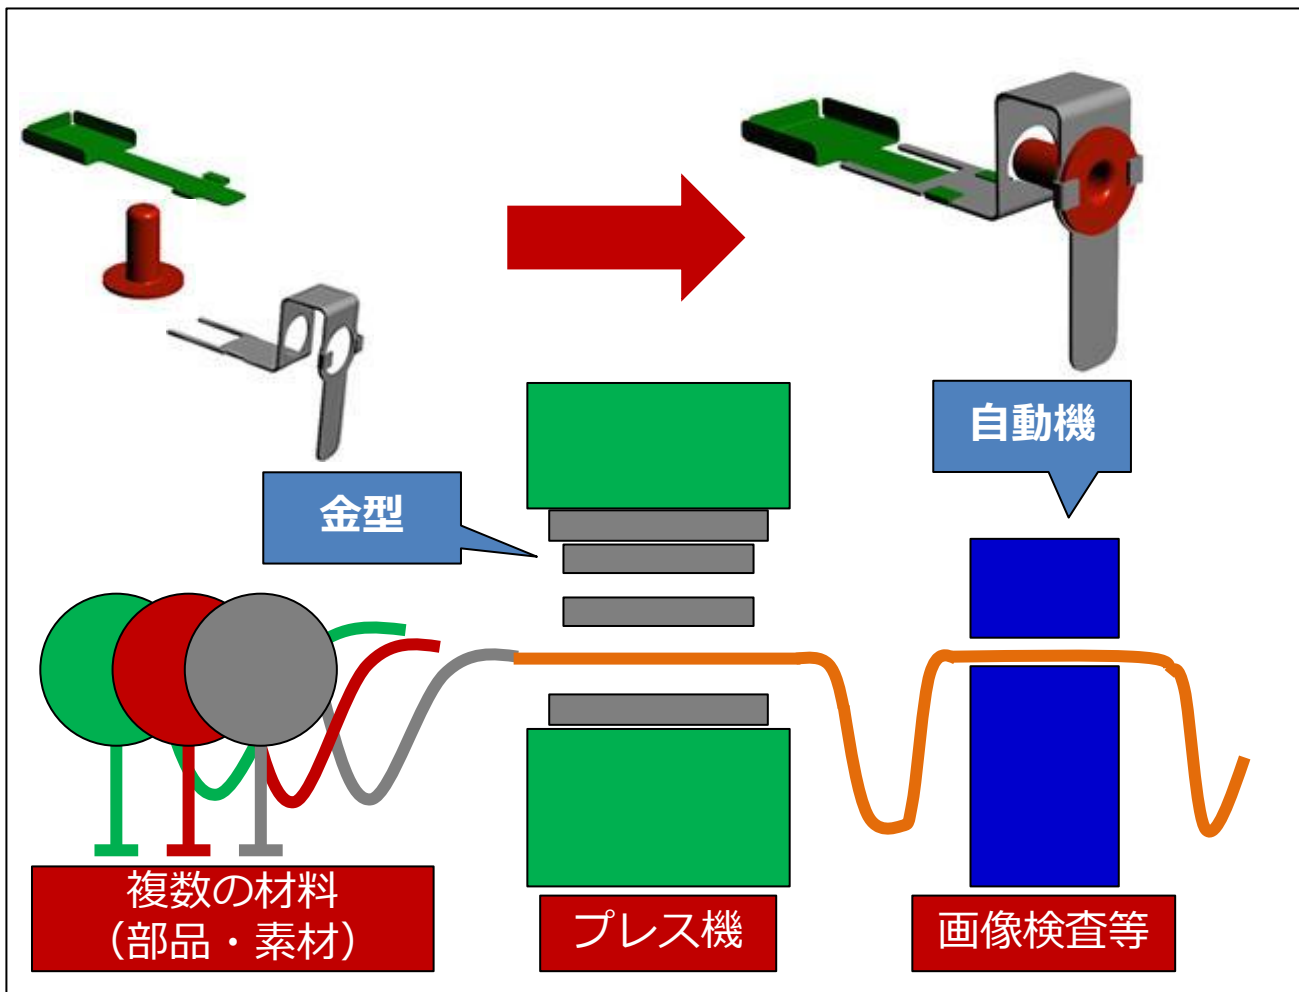 自動機
金型
複数の材料
（部品・素材）
プレス機
画像検査等